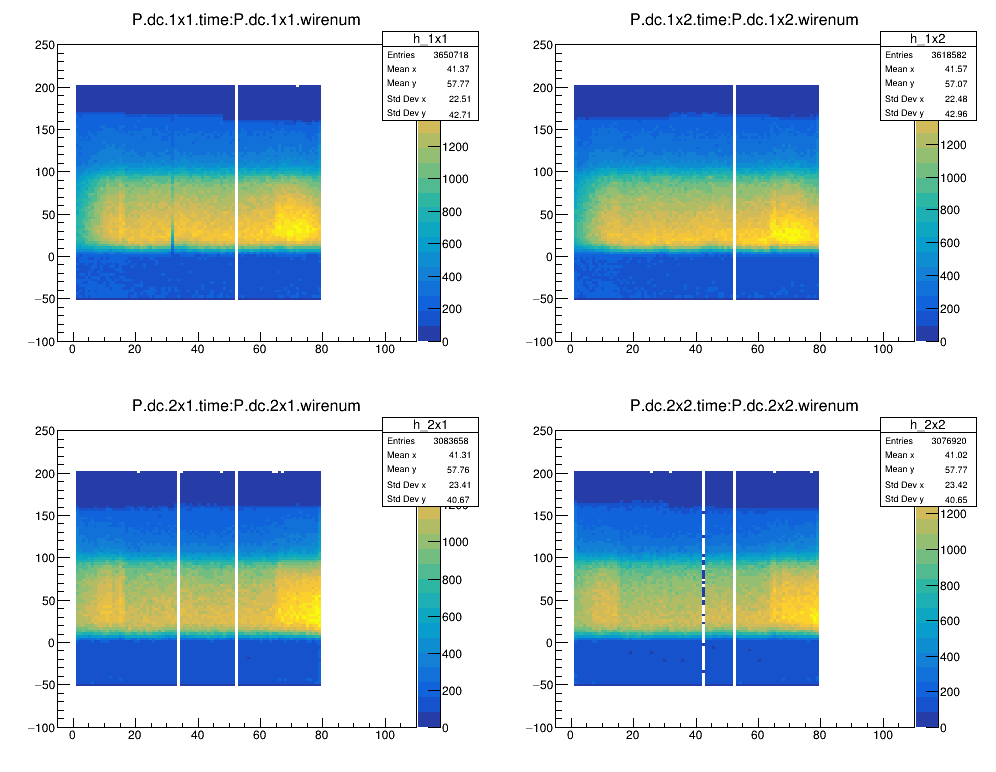 P.dc.1x1.time:P.dc.1x1.wirenum
h_1x1
Entries 3650718
Mean x 41.37
Mean y 57.77
Std Dev x 22.51
Std Dev y 42.71
250
200
150
100
50
0
−50
−100
0 20 40 60 80 100
1200
1000
800
600
400
200
0
P.dc.1x2.time:P.dc.1x2.wirenum
h_1x2
Entries 3618582
Mean x 41.57
Mean y 57.07
Std Dev x 22.48
Std Dev y 42.96
250
200
150
100
50
0
−50
−100
0 20 40 60 80 100
1200
1000
800
600
400
200
0
P.dc.2x1.time:P.dc.2x1.wirenum
h_2x1
Entries 3083658
Mean x 41.31
Mean y 57.76
Std Dev x 23.41
Std Dev y 40.67
250
200
150
100
50
0
−50
−100
0 20 40 60 80 100
1200
1000
800
600
400
200
0
P.dc.2x2.time:P.dc.2x2.wirenum
h_2x2
Entries 3076920
Mean x 41.02
Mean y 57.77
Std Dev x 23.42
Std Dev y 40.65
250
200
150
100
50
0
−50
−100
0 20 40 60 80 100
1200
1000
800
600
400
200
0